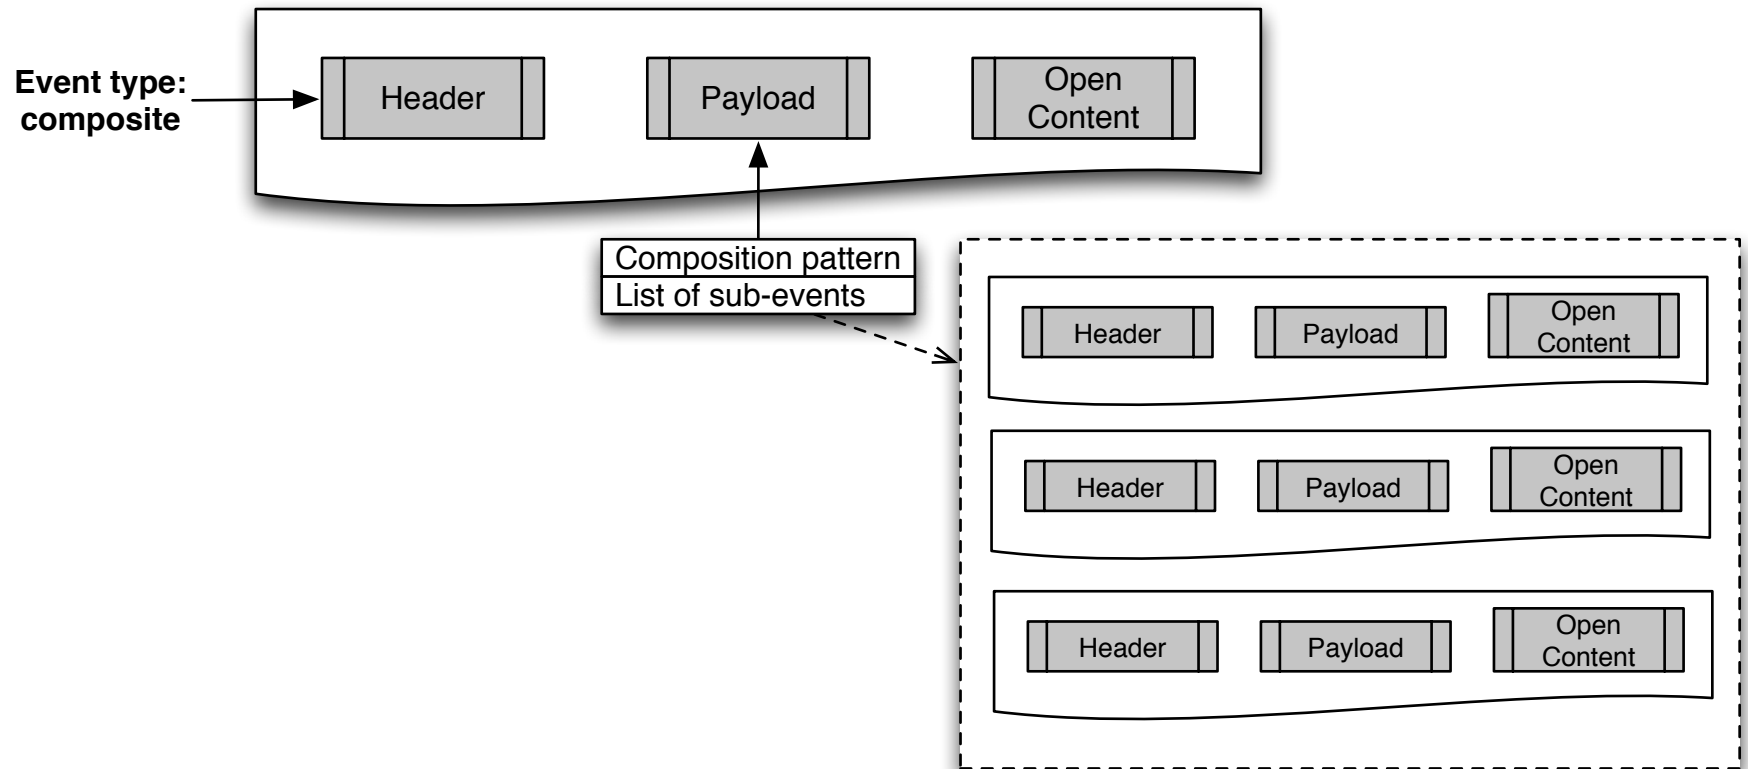 Event type:
composite
Header
Payload
Open
Content
Composition pattern
List of sub-events
Header
Payload
Open
Content
Header
Payload
Open
Content
Header
Payload
Open
Content